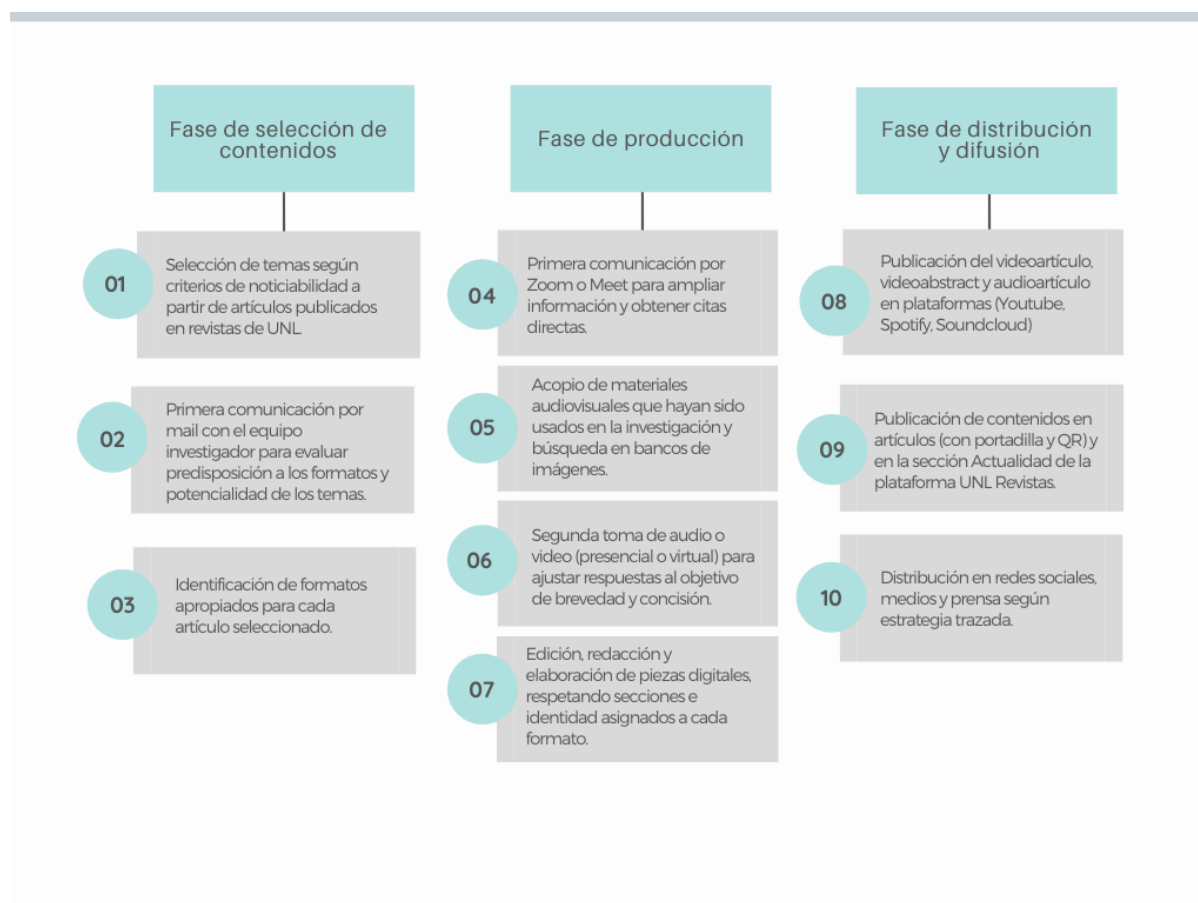 Fase de selección de
contenidos
01
Selección de temas según
criterios de noticiabilidad a
partir de artículos publicados
en revistas de UNL
02
Primera comunicación por
mail con el equipo
investigador para evaluar
predisposición a los formatos y
potencialidad de los temas.
03
Identificación de formatos
apropiados para cada
artículo seleccionado.
Fase de producción
04
Primera comunicación por
Zoom o Meet para ampliar
información y obtener citas
directas.
05
Acopio de materiales
audiovisuales que hayan sido
usados en la investigación y
búsqueda en bancos de
imágenes.
06
Segunda toma de audio o
video (presencial o virtual) para
ajustar respuestas al objetivo
de brevedad y concisión.
07
Edición, redacción y
elaboración de piezas digitales,
respetando secciones e
identidad asignados a cada
formato.
Fase de distribución
y difusión
08
Publicación del videoartículo,
videoabstract y audioartículo
en plataformas (Youtube,
Spotify, Soundcloud)
09
Publicación de contenidos en
artículos (con portadilla y QR) y
en la sección Actualidad de la
plataforma UNL Revistas.
10
Distribución en redes sociales,
medios y prensa según
estrategia trazada.